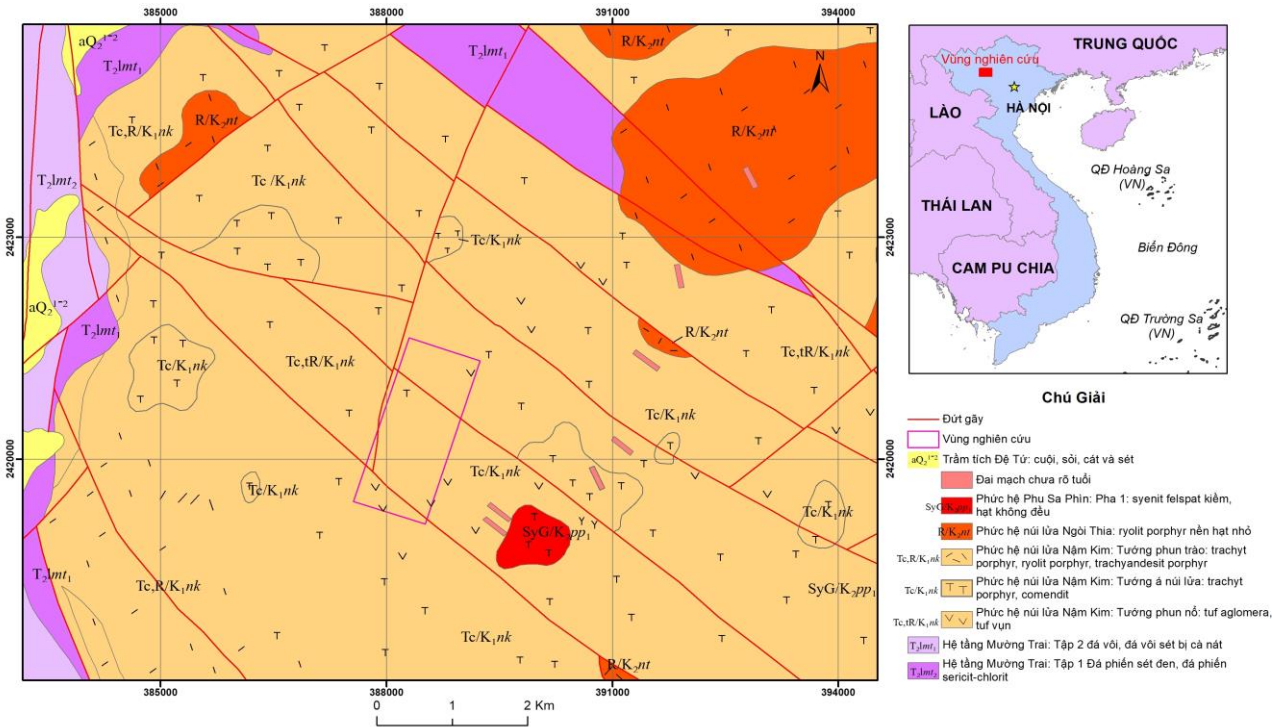 385000
388000
391000
394000
aQ₂¹⁻²
T₂lmt₁
T₂lmt₁
R/K₂nt
N
Tc,R/K₁nk
R/K₂nt
R/K₂nt
T₂lmt₂
Tc /K₁nk
2423000
Tc/K₁nk
2423000
aQ₂¹⁻²
T₂lmt₁
R/K₂nt
Tc/K₁nk
Tc,tR/K₁nk
Tc,tR/K₁nk
Tc/K₁nk
2420000
Tc/K₁nk
Tc/K₁nk
2420000
Tc/K₁nk
SyG/K₂pp₁
T₂lmt₁
Tc,R/K₁nk
SyG/K₂pp₁
Tc/K₁nk
R/K₂nt
385000
388000
391000
394000
0 1 2 Km
TRUNG QUỐC
Vùng nghiên cứu
HÀ NỘI
LÀO
QĐ Hoàng Sa
(VN)
THÁI LAN
Biển Đông
CAM PU CHIA
QĐ Trường Sa
(VN)
Chú Giải
Đứt gãy
Vùng nghiên cứu
aQ₂¹⁻² Trầm tích Đệ Tứ: cuội, sỏi, cát và sét
Đai mạch chưa rõ tuổi
Phức hệ Phu Sa Phìn: Pha 1: syenit felspat kiềm,
hạt không đều
R/K₂nt Phức hệ núi lửa Ngòi Thia: ryolit porphyr nền hạt nhỏ
Tc,R/K₁nk Phức hệ núi lửa Nậm Kim: Tướng phun trào: trachyt
porphyr, ryolit porphyr, trachyandesit porphyr
Tc/K₁nk Phức hệ núi lửa Nậm Kim: Tướng á núi lửa: trachyt
porphyr, comendit
Tc,tR/K₁nk Phức hệ núi lửa Nậm Kim: Tướng phun nổ: tuf aglomera,
tuf vụn
T₂lmt₁ Hệ tầng Mường Trai: Tập 2 đá vôi, đá vôi sét bị cà nát
T₂lmt₂ Hệ tầng Mường Trai: Tập 1 Đá phiến sét đen, đá phiến
sericit-chlorit